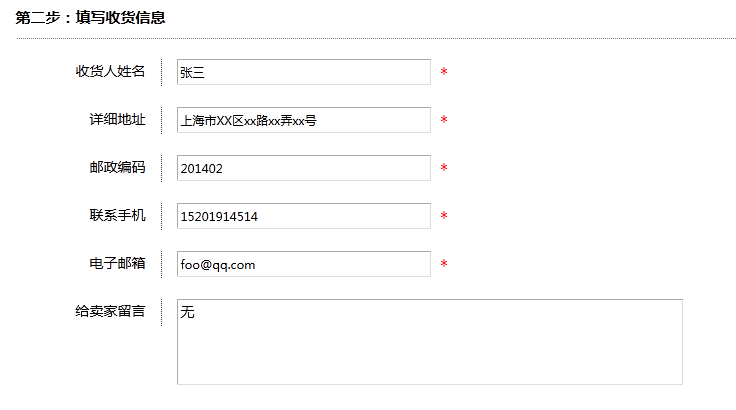 第二步：填写收货信息
收货人姓名 张三 *
详细地址 上海市XX区xx路xx弄xx号 *
邮政编码 201402 *
联系手机 15201914514 *
电子邮箱 foo@qq.com *
给卖家留言 无